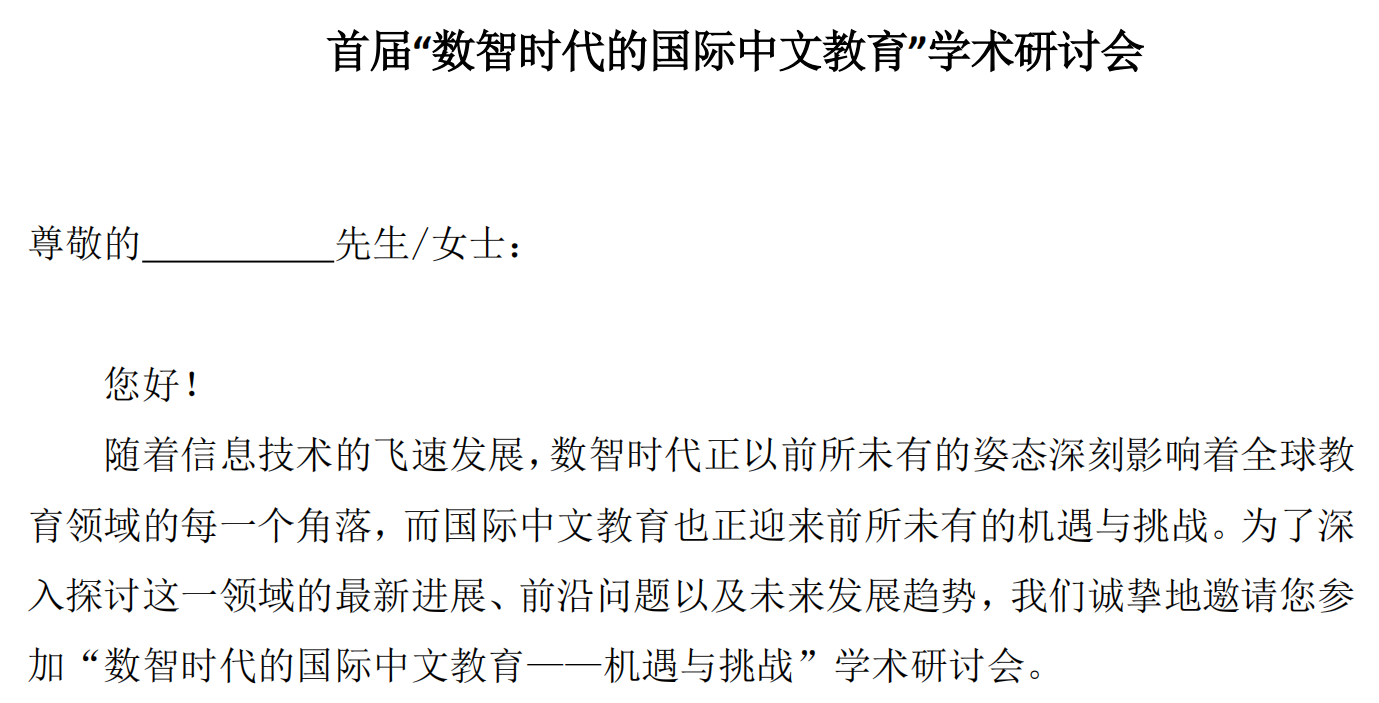 首届“数智时代的国际中文教育”学术研讨会
尊敬的__________先生/女士：
您好！
随着信息技术的飞速发展，数智时代正以前所未有的姿态深刻影响着全球教
育领域的每一个角落，而国际中文教育也正迎来前所未有的机遇与挑战。为了深
入探讨这一领域的最新进展、前沿问题以及未来发展趋势，我们诚挚地邀请您参
加“数智时代的国际中文教育——机遇与挑战”学术研讨会。